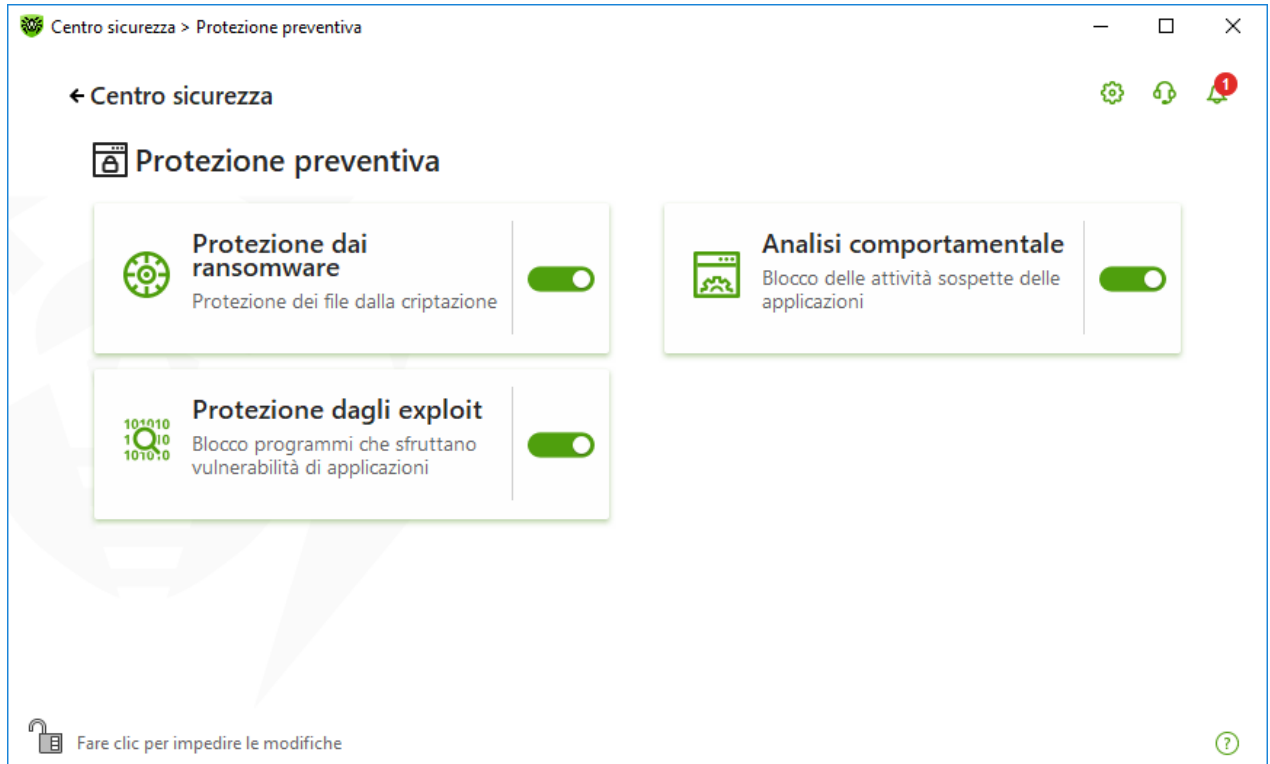 Centro sicurezza > Protezione preventiva
Centro sicurezza
1
Protezione preventiva
Protezione dai
ransomware
Protezione dei file dalla criptazione
Analisi comportamentale
Blocco delle attività sospette delle
applicazioni
Protezione dagli exploit
Blocco programmi che sfruttano
vulnerabilità di applicazioni
Fare clic per impedire le modifiche
?